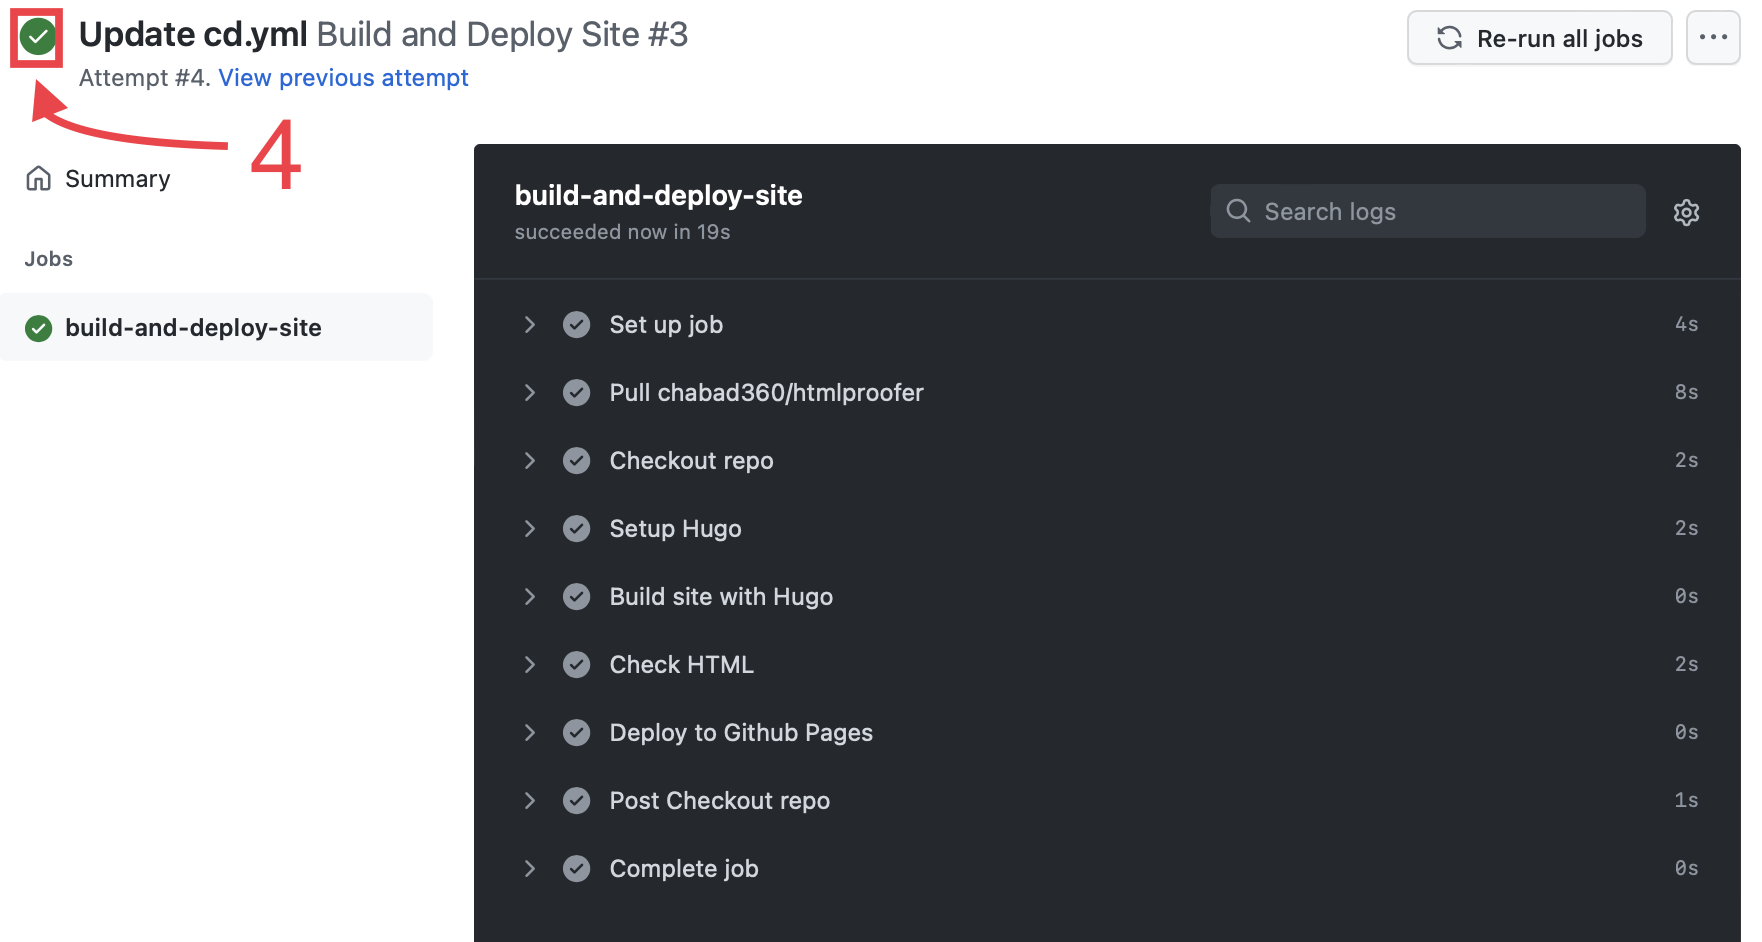 Update cd.yml Build and Deploy Site #3
Re-run all jobs
Attempt #4. View previous attempt
4
Summary
Jobs
build-and-deploy-site
build-and-deploy-site
succeeded now in 19s
Search logs
Set up job 4s
Pull chabad360/htmlproofer 8s
Checkout repo 2s
Setup Hugo 2s
Build site with Hugo 0s
Check HTML 2s
Deploy to Github Pages 0s
Post Checkout repo 1s
Complete job 0s